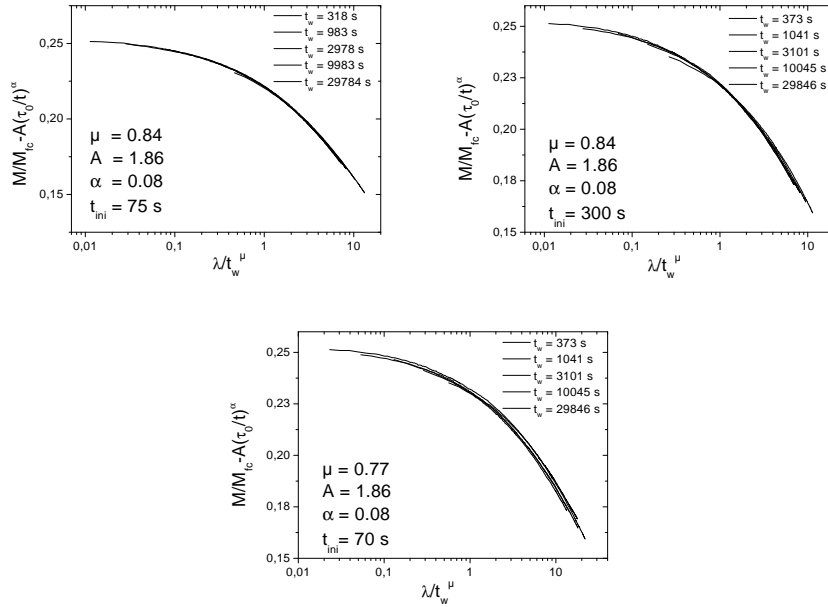 M/M_fc-A(τ_0/t)^α
0,25
0,20
0,15
t_w = 318 s
t_w = 983 s
t_w = 2978 s
t_w = 9983 s
t_w = 29784 s
μ = 0.84
A = 1.86
α = 0.08
t_ini = 75 s
0,01 0,1 1 10
λ/t_w^μ
M/M_fc-A(τ_0/t)^α
0,25
0,23
0,20
0,18
0,15
t_w = 373 s
t_w = 1041 s
t_w = 3101 s
t_w = 10045 s
t_w = 29846 s
μ = 0.84
A = 1.86
α = 0.08
t_ini = 300 s
0,01 0,1 1 10
λ/t_w^μ
M/M_fc-A(τ_0/t)^α
0,25
0,23
0,20
0,18
0,15
t_w = 373 s
t_w = 1041 s
t_w = 3101 s
t_w = 10045 s
t_w = 29846 s
μ = 0.77
A = 1.86
α = 0.08
t_ini = 70 s
0,01 0,1 1 10
λ/t_w^μ